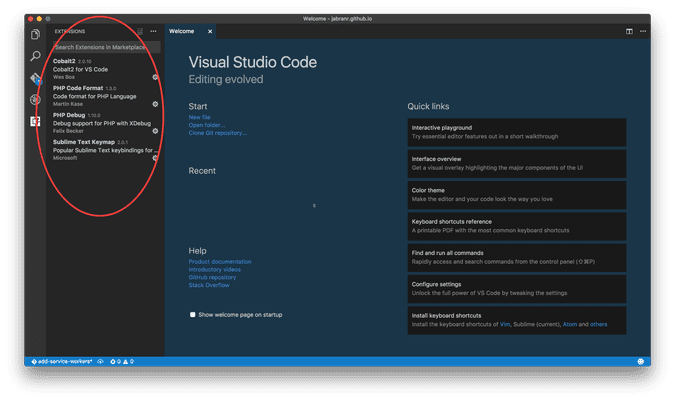 Welcome - jabranr.github.io
EXTENSIONS
Search Extensions in Marketplace
Cobalt2 2.0.10
Cobalt2 for VS Code
Wes Bos
PHP Code Format 1.3.0
Code format for PHP Language
Martin Kase
PHP Debug 1.10.0
Debug support for PHP with XDebug
Felix Becker
Sublime Text Keymap 2.0.1
Popular Sublime Text keybindings for ...
Microsoft
Welcome
Visual Studio Code
Editing evolved
Start
New file
Open folder...
Clone Git repository...
Recent
Help
Product documentation
Introductory videos
GitHub repository
Stack Overflow
Show welcome page on startup
Quick links
Interactive playground
Try essential editor features out in a short walkthrough
Interface overview
Get a visual overlay highlighting the major components of the UI
Color theme
Make the editor and your code look the way you love
Keyboard shortcuts reference
A printable PDF with the most common keyboard shortcuts
Find and run all commands
Rapidly access and search commands from the control panel (⇧⌘P)
Configure settings
Unlock the full power of VS Code by tweaking the settings
Install keyboard shortcuts
Install the keyboard shortcuts of Vim, Sublime (current), Atom and others
add-service-workers* 0 0